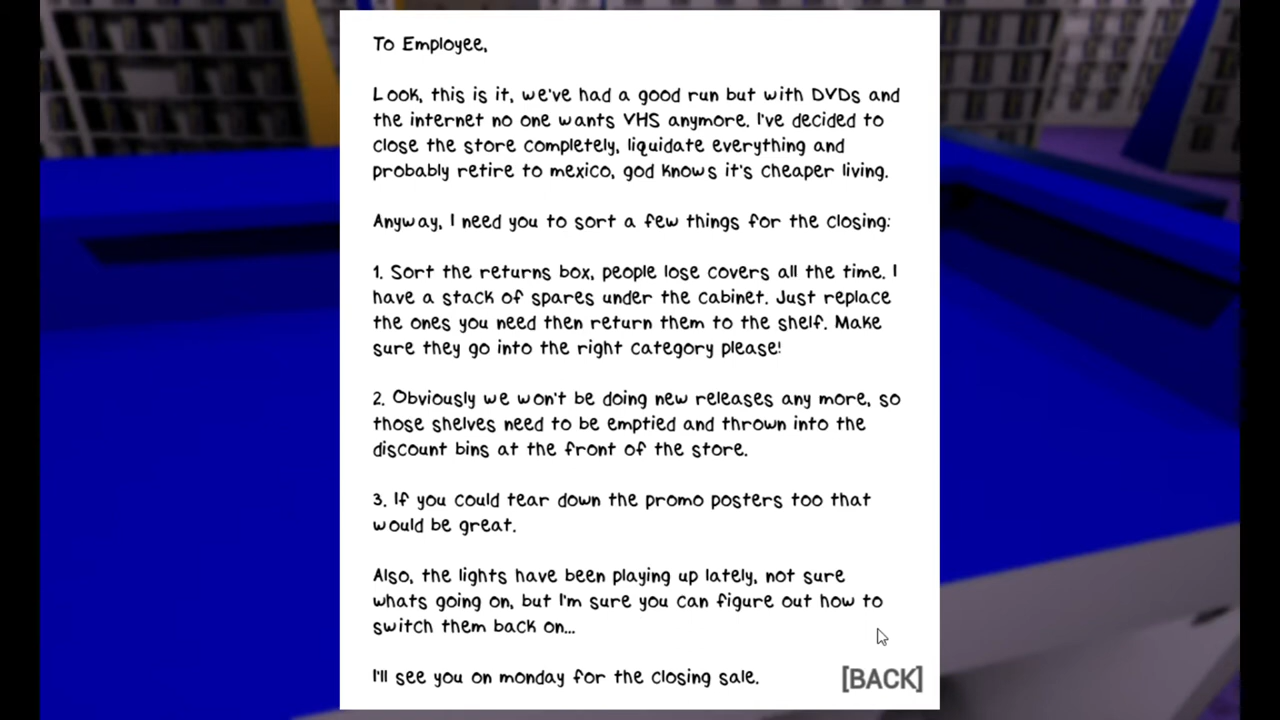 To Employee,
Look, this is it, we've had a good run but with DVDs and
the internet no one wants VHS anymore. I've decided to
close the store completely, liquidate everything and
probably retire to mexico, god knows it's cheaper living.
Anyway, I need you to sort a few things for the closing:
1. Sort the returns box, people lose covers all the time. I
have a stack of spares under the cabinet. Just replace
the ones you need then return them to the shelf. Make
sure they go into the right category please!
2. Obviously we won't be doing new releases any more, so
those shelves need to be emptied and thrown into the
discount bins at the front of the store.
3. If you could tear down the promo posters too that
would be great.
Also, the lights have been playing up lately, not sure
whats going on, but I'm sure you can figure out how to
switch them back on...
I'll see you on monday for the closing sale.
[BACK]